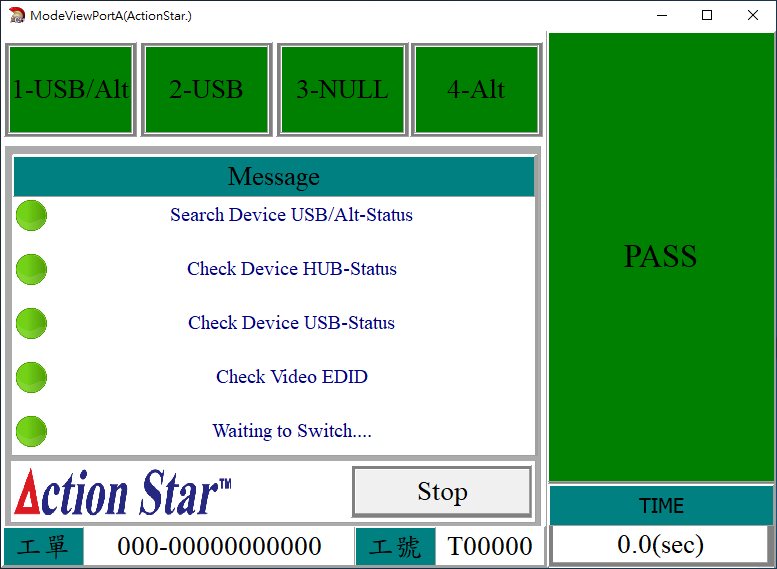 ModeViewPortA(ActionStar.)
1-USB/Alt 2-USB 3-NULL 4-Alt
Message
Search Device USB/Alt-Status
Check Device HUB-Status
Check Device USB-Status
Check Video EDID
Waiting to Switch....
PASS
Action Star™
Stop
TIME
0.0(sec)
工單 000-00000000000 工號 T00000